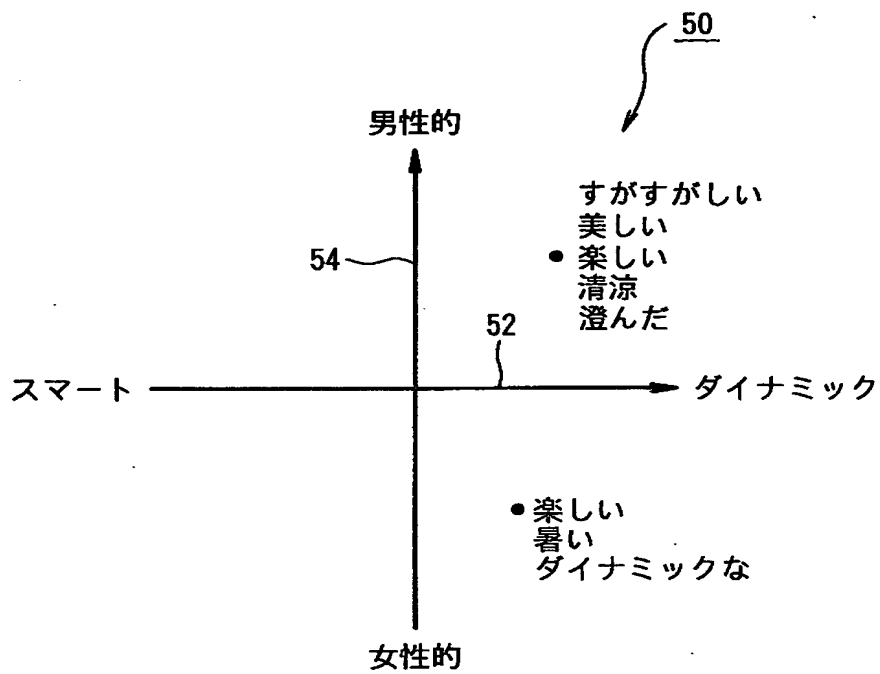 50
男性的
すがすがしい
美しい
54
● 楽しい
清涼
澄んだ
52
スマート
ダイナミック
● 楽しい
暑い
ダイナミックな
女性的